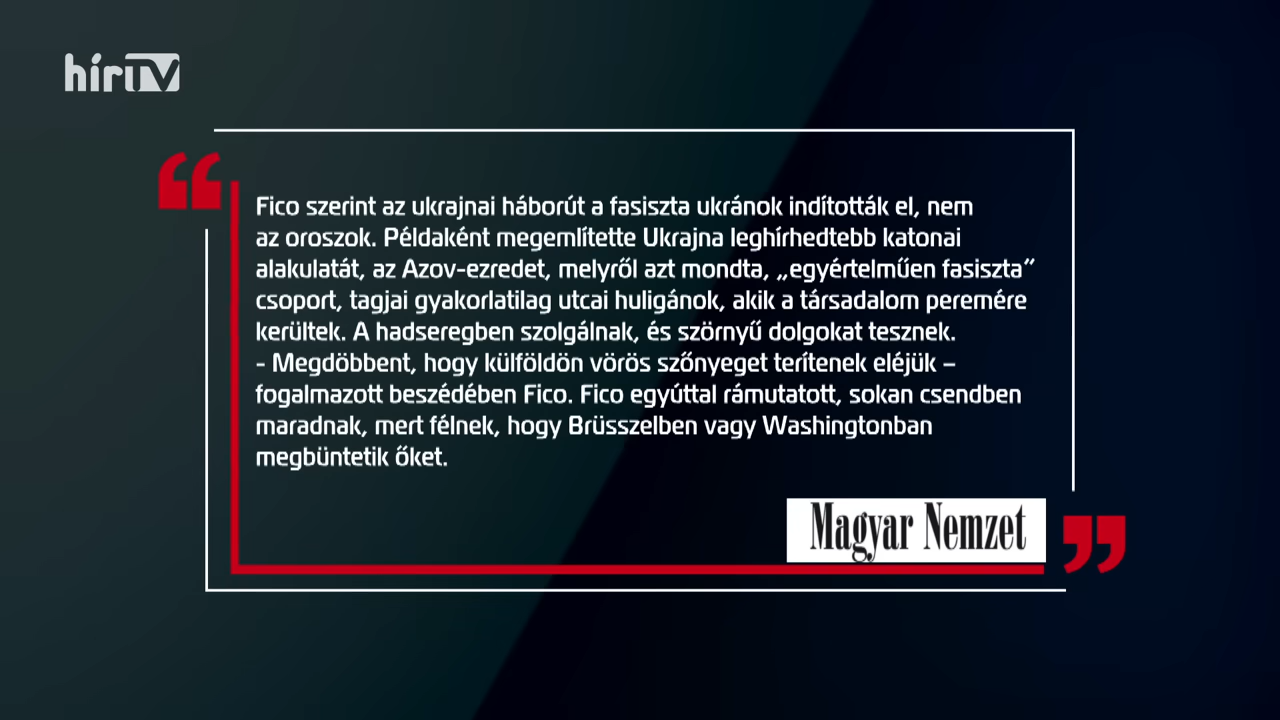 hírTV
Fico szerint az ukrajnai háborút a fasiszta ukránok indították el, nem
az oroszok. Példaként megemlítette Ukrajna leghírhedtebb katonai
alakulatát, az Azov-ezredet, melyről azt mondta, „egyértelműen fasiszta”
csoport, tagjai gyakorlatilag utcai huligánok, akik a társadalom peremére
kerültek. A hadseregben szolgálnak, és szörnyű dolgokat tesznek.
- Megdöbbent, hogy külföldön vörös szőnyeget terítenek eléjük –
fogalmazott beszédében Fico. Fico egyúttal rámutatott, sokan csendben
maradnak, mert félnek, hogy Brüsszelben vagy Washingtonban
megbüntetik őket.
Magyar Nemzet